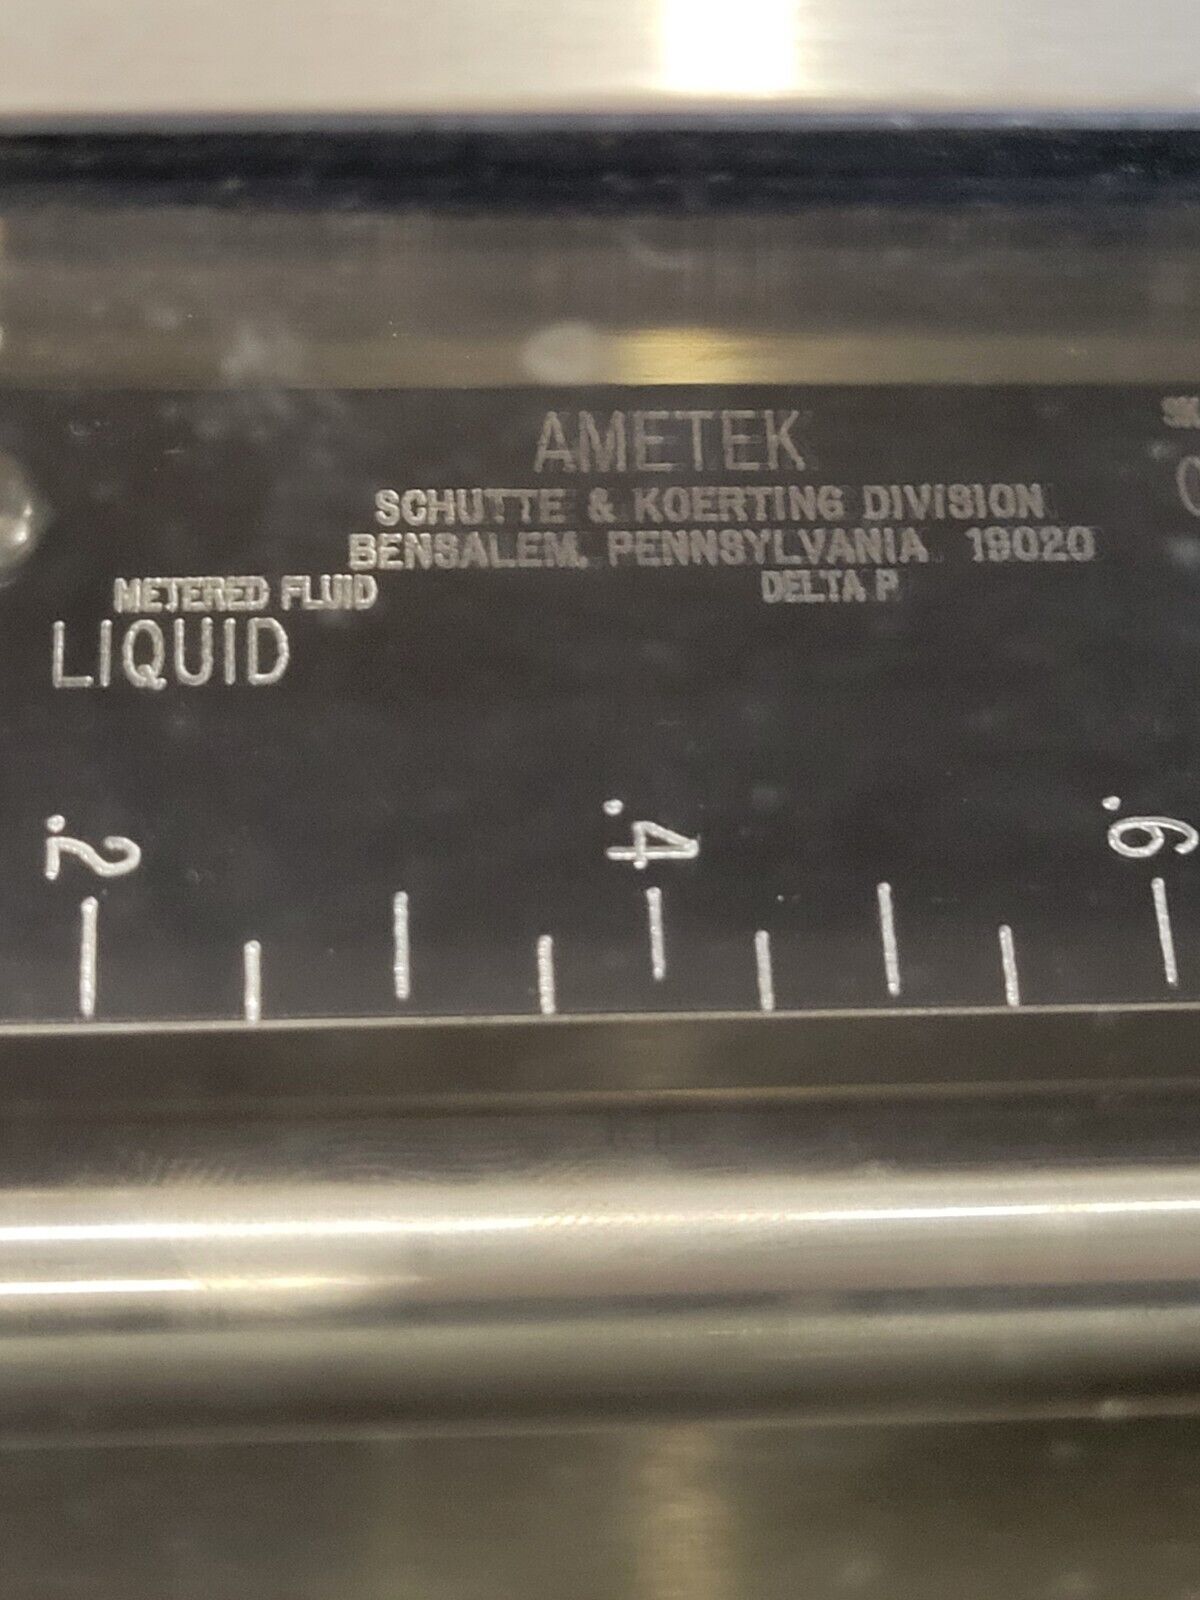 AMETEK
SCHUTTE & KOERTING DIVISION
BENSALEM, PENNSYLVANIA 19020
METERED FLUID DELTA P.
LIQUID
.2 .4 .6